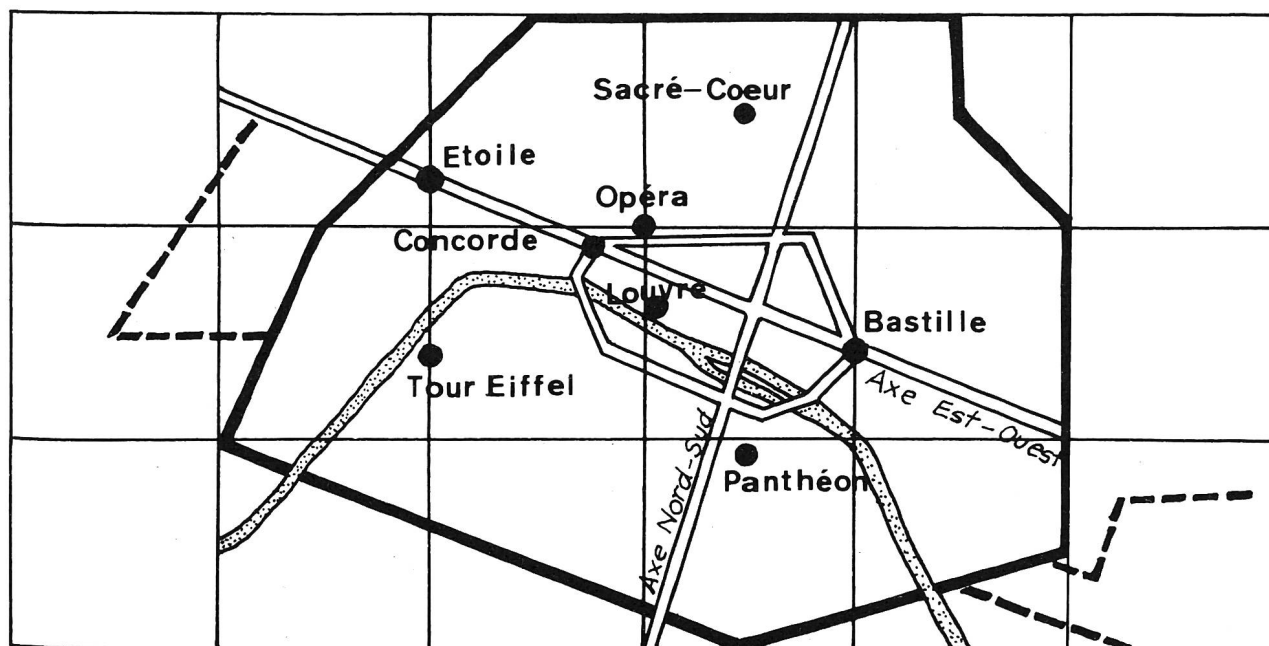 Sacré-Coeur
Etoile
Opéra
Concorde
Louvre
Bastille
Tour Eiffel
Axe Est-Ouest
Axe Nord-Sud
Panthéon